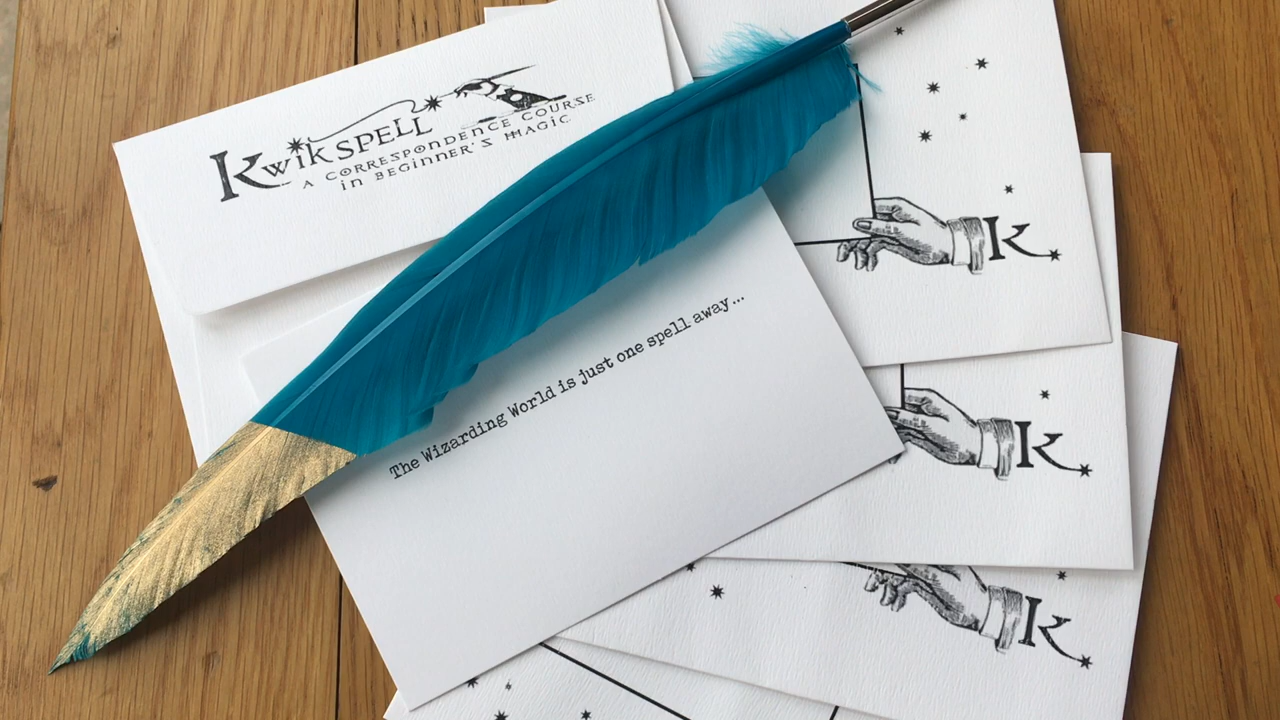 KwikSPELL
A CORRESPONDENCE COURSE
in BEGINNER'S MAGIC
The Wizarding World is just one spell away...
K
K
K